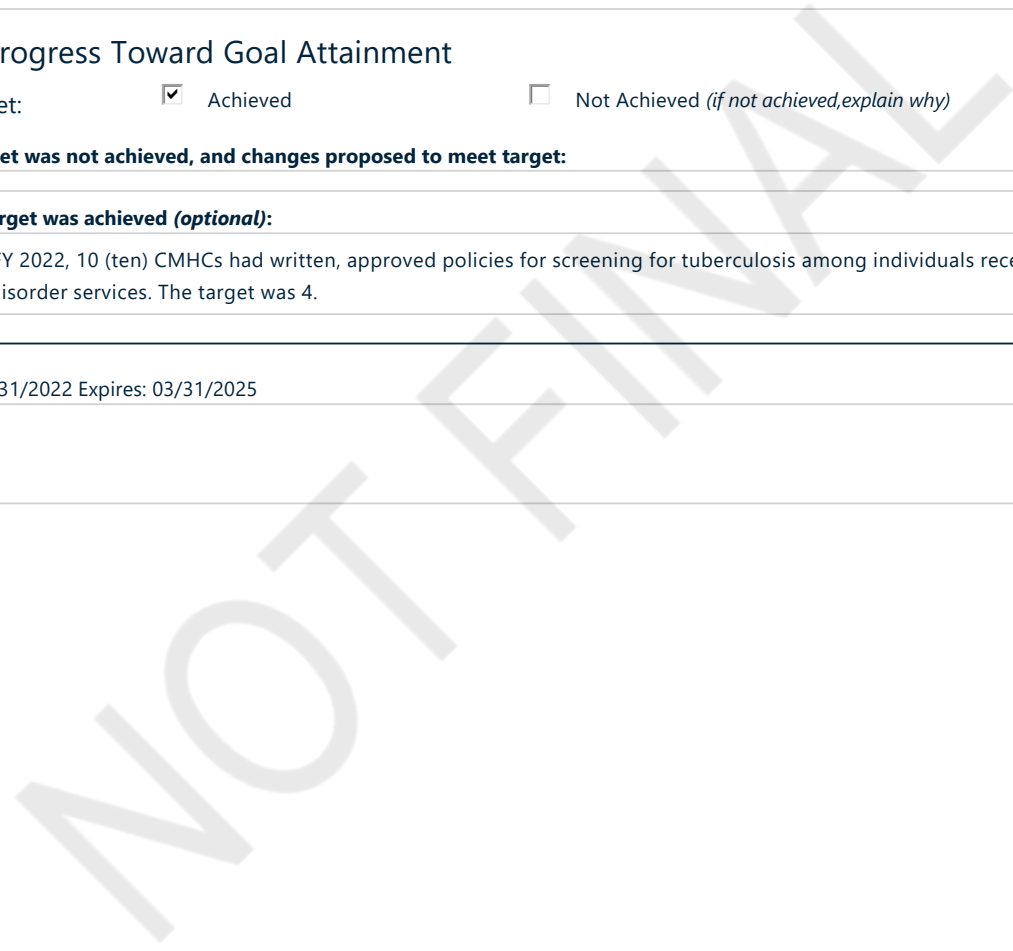 rogress Toward Goal Attainment
et: Achieved Not Achieved (if not achieved,explain why)
et was not achieved, and changes proposed to meet target:
rget was achieved (optional):
FY 2022, 10 (ten) CMHCs had written, approved policies for screening for tuberculosis among individuals rece
isorder services. The target was 4.
31/2022 Expires: 03/31/2025
NOT FINAL